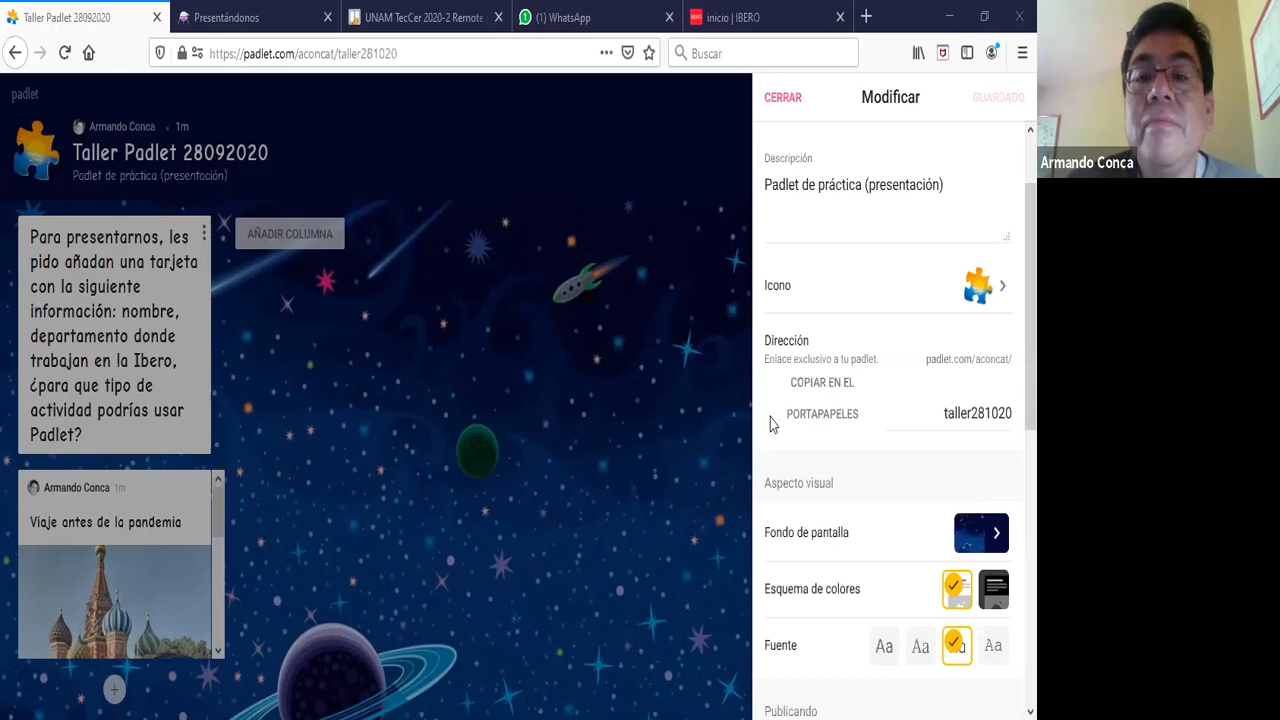 Taller Padlet 28092020
Presentándonos,
UNAM TecCer 2020-2 Remote
(1) WhatsApp
inicio | IBERO
https://padlet.com/aconcat/taller281020
Buscar
padlet
Armando Conca • 1m
Taller Padlet 28092020
Padlet de práctica (presentación)
Para presentarnos, les
pido añadan una tarjeta
con la siguiente
información: nombre,
departamento donde
trabajan en la Ibero,
¿para que tipo de
actividad podrías usar
Padlet?
AÑADIR COLUMNA
Armando Conca 1m
Viaje antes de la pandemia
CERRAR
Modificar
GUARDADO
Descripción
Padlet de práctica (presentación)
Icono
Dirección
Enlace exclusivo a tu padlet.
padlet.com/aconcat/
COPIAR EN EL
PORTAPAPELES
taller281020
Aspecto visual
Fondo de pantalla
Esquema de colores
Fuente
Aa
Aa
Aa
Publicando
Armando Conca